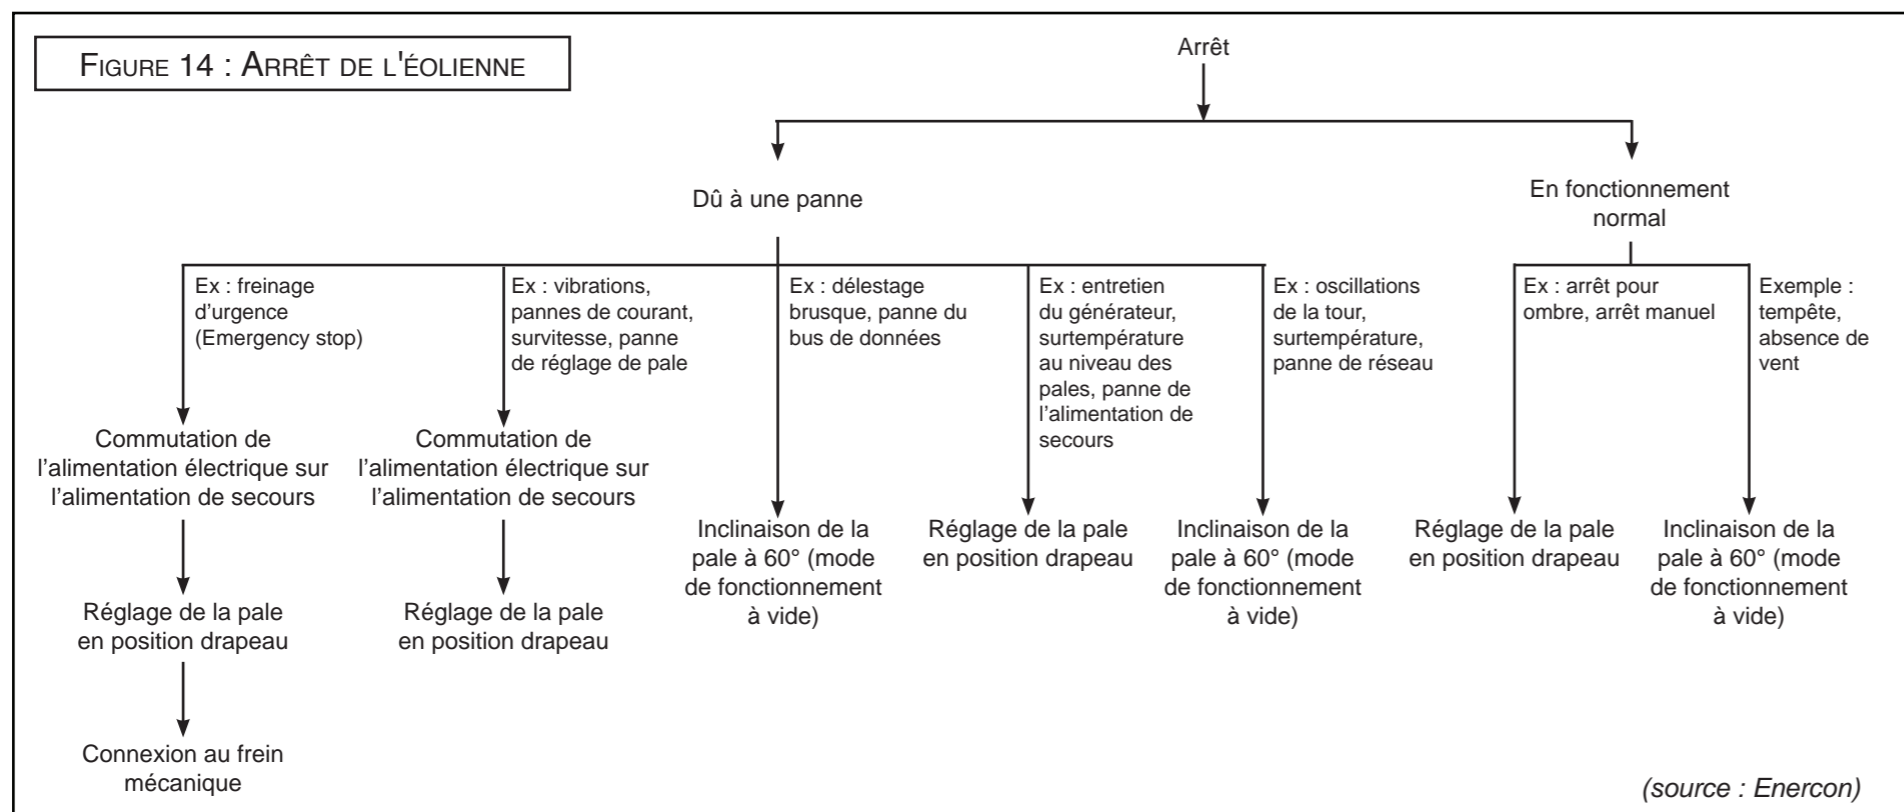 FIGURE 14 : ARRÊT DE L'ÉOLIENNE
Arrêt
Dû à une panne
En fonctionnement
normal
Ex : freinage
d’urgence
(Emergency stop)
Ex : vibrations,
pannes de courant,
survitesse, panne
de réglage de pale
Ex : délestage
brusque, panne du
bus de données
Ex : entretien
du générateur,
surtempérature
au niveau des
pales, panne de
l’alimentation de
secours
Ex : oscillations
de la tour,
surtempérature,
panne de réseau
Ex : arrêt pour
ombre, arrêt manuel
Exemple :
tempête,
absence de
vent
Commutation de
l’alimentation électrique sur
l’alimentation de secours
Commutation de
l’alimentation électrique sur
l’alimentation de secours
Inclinaison de la
pale à 60° (mode
de fonctionnement
à vide)
Réglage de la pale
en position drapeau
Inclinaison de la
pale à 60° (mode
de fonctionnement
à vide)
Réglage de la pale
en position drapeau
Inclinaison de la
pale à 60° (mode
de fonctionnement
à vide)
Réglage de la pale
en position drapeau
Réglage de la pale
en position drapeau
Connexion au frein
mécanique
(source : Enercon)